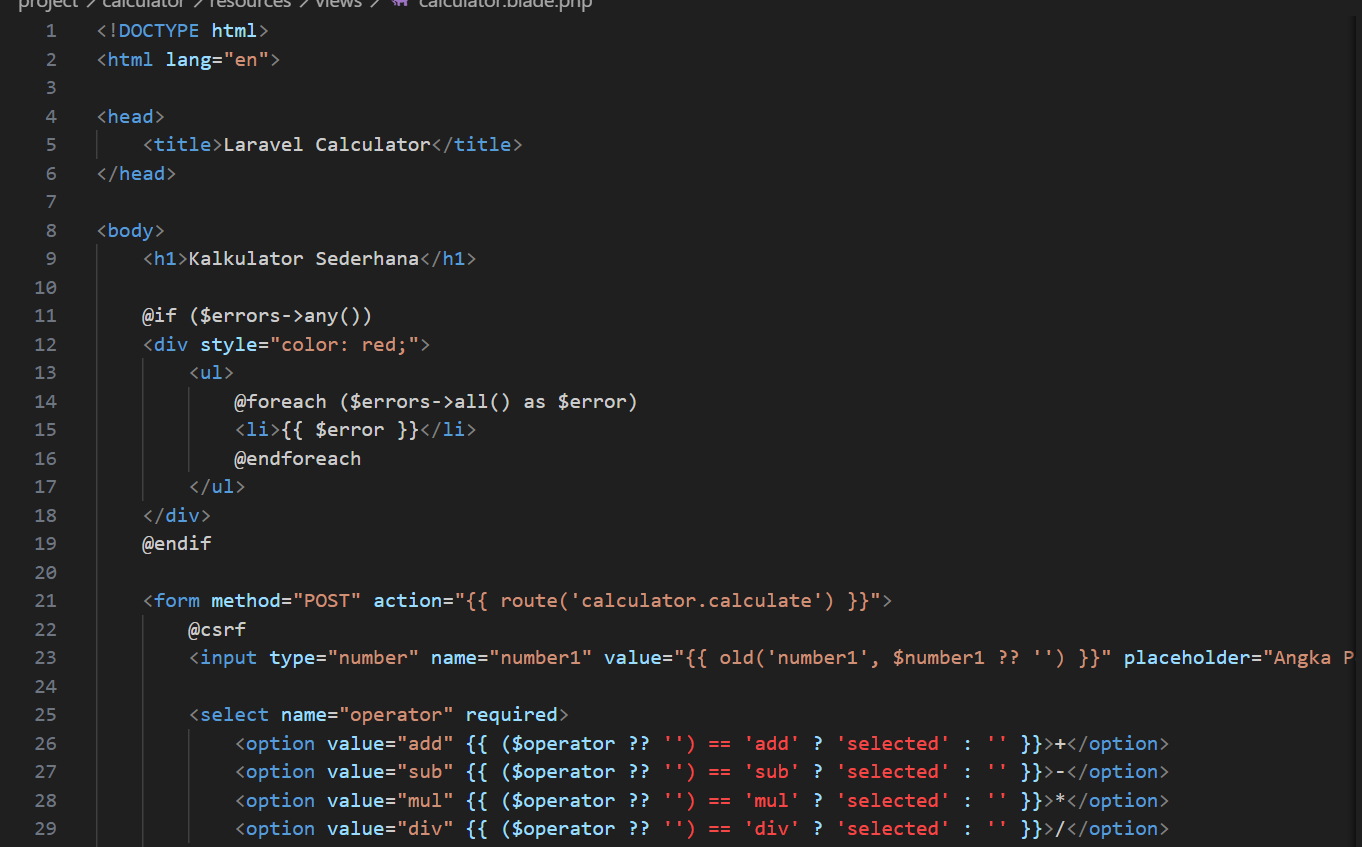 project > calculator > resources > views > calculator.blade.php
1 <!DOCTYPE html>
2 <html lang="en">
3
4 <head>
5     <title>Laravel Calculator</title>
6 </head>
7
8 <body>
9     <h1>Kalkulator Sederhana</h1>
10
11     @if ($errors->any())
12     <div style="color: red;">
13         <ul>
14             @foreach ($errors->all() as $error)
15             <li>{{ $error }}</li>
16             @endforeach
17         </ul>
18     </div>
19     @endif
20
21     <form method="POST" action="{{ route('calculator.calculate') }}">
22         @csrf
23         <input type="number" name="number1" value="{{ old('number1', $number1 ?? '') }}" placeholder="Angka P
24
25         <select name="operator" required>
26             <option value="add" {{ ($operator ?? '') == 'add' ? 'selected' : '' }}>+</option>
27             <option value="sub" {{ ($operator ?? '') == 'sub' ? 'selected' : '' }}>-</option>
28             <option value="mul" {{ ($operator ?? '') == 'mul' ? 'selected' : '' }}>*</option>
29             <option value="div" {{ ($operator ?? '') == 'div' ? 'selected' : '' }}>/</option>